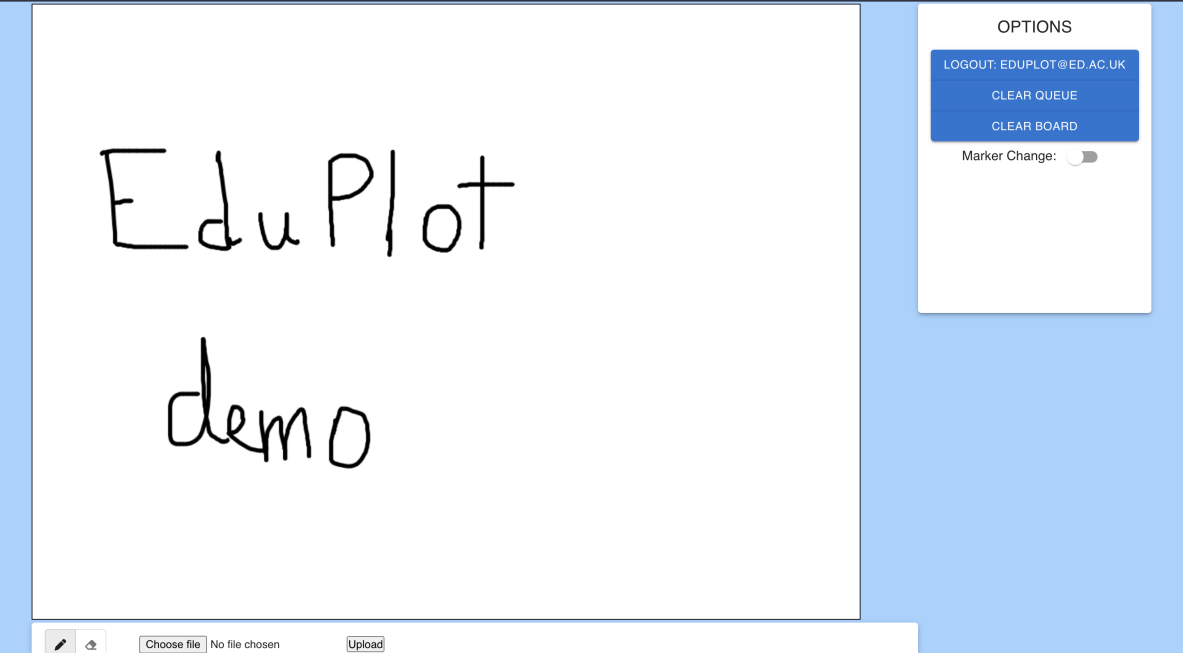 OPTIONS
LOGOUT: EDUPLOT@ED.AC.UK
CLEAR QUEUE
CLEAR BOARD
Marker Change:
EduPlot
demo
Choose file No file chosen Upload